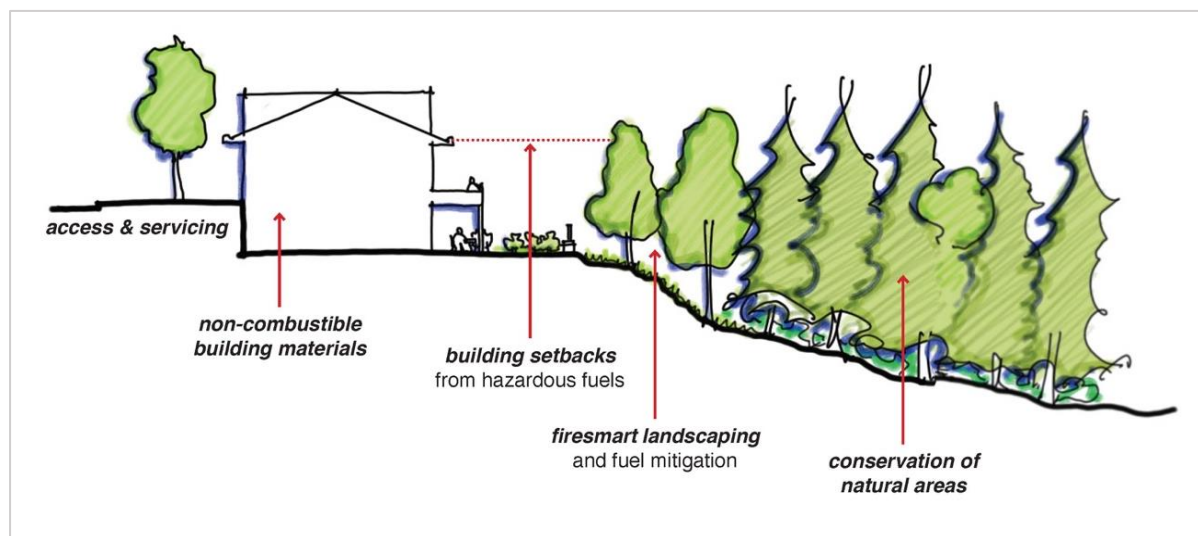 access & servicing
non-combustible
building materials
building setbacks
from hazardous fuels
firesmart landscaping
and fuel mitigation
conservation of
natural areas